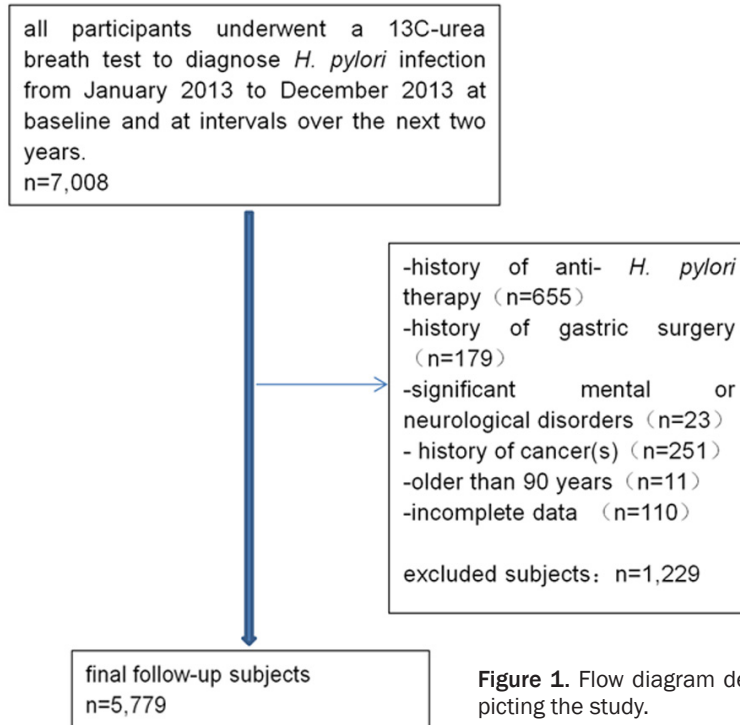 all participants underwent a 13C-urea
breath test to diagnose H. pylori infection
from January 2013 to December 2013 at
baseline and at intervals over the next two
years.
n=7,008
-history of anti- H. pylori
therapy（n=655）
-history of gastric surgery
（n=179）
-significant mental or
neurological disorders（n=23）
- history of cancer(s)（n=251）
-older than 90 years（n=11）
-incomplete data （n=110）
excluded subjects：n=1,229
final follow-up subjects
n=5,779
Figure 1. Flow diagram de-
picting the study.